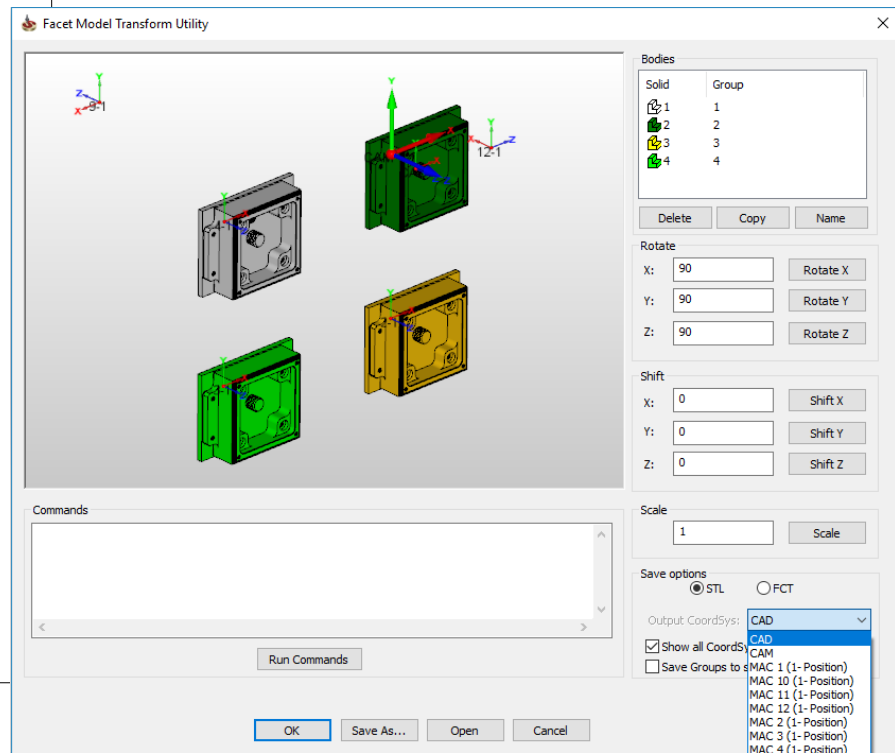 Facet Model Transform Utility
Y
Z
X
9-1
Y
X
Z
12-1
Y
X
Y
4-1
Y
Y
Bodies
Solid Group
1 1
2 2
3 3
4 4
Delete Copy Name
Rotate
X: 90 Rotate X
Y: 90 Rotate Y
Z: 90 Rotate Z
Shift
X: 0 Shift X
Y: 0 Shift Y
Z: 0 Shift Z
Commands
Run Commands
Scale
1 Scale
Save options
STL FCT
Output CoordSys: CAD
Show all CoordSy
Save Groups to s
CAD
CAM
MAC 1 (1- Position)
MAC 10 (1- Position)
MAC 11 (1- Position)
MAC 12 (1- Position)
MAC 2 (1- Position)
MAC 3 (1- Position)
MAC 4 (1- Position)
OK Save As... Open Cancel